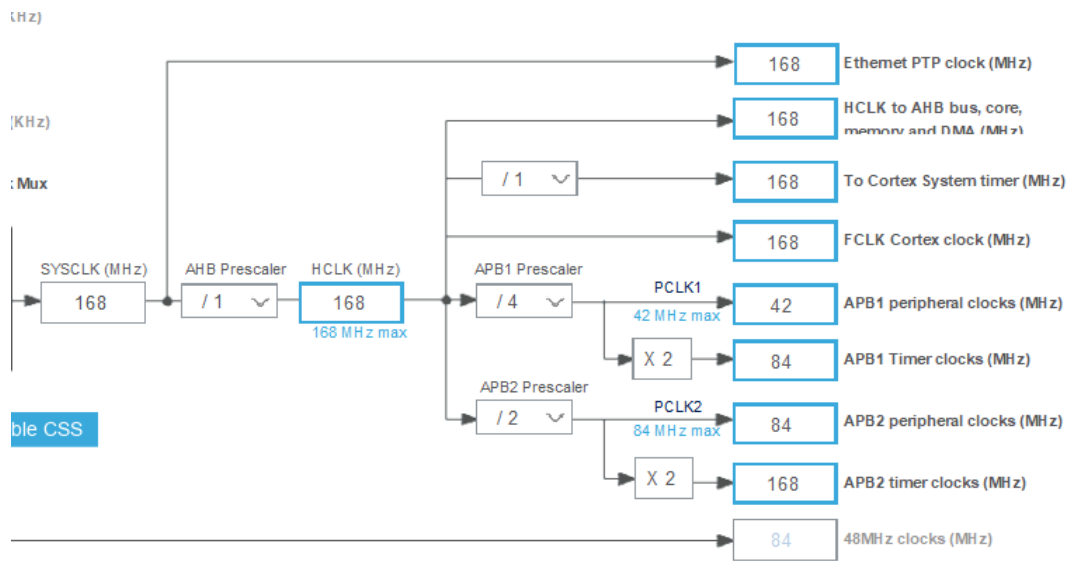 KHz)
168
Ethernet PTP clock (MHz)
168
HCLK to AHB bus, core,
memory and DMA (MHz)
(KHz)
Mux
/ 1
168
To Cortex System timer (MHz)
168
FCLK Cortex clock (MHz)
SYSCLK (MHz)
AHB Prescaler
HCLK (MHz)
APB1 Prescaler
168
/ 1
168
168 MHz max
/ 4
PCLK1
42 MHz max
42
APB1 peripheral clocks (MHz)
X 2
84
APB1 Timer clocks (MHz)
APB2 Prescaler
/ 2
PCLK2
84 MHz max
84
APB2 peripheral clocks (MHz)
ble CSS
X 2
168
APB2 timer clocks (MHz)
84
48MHz clocks (MHz)